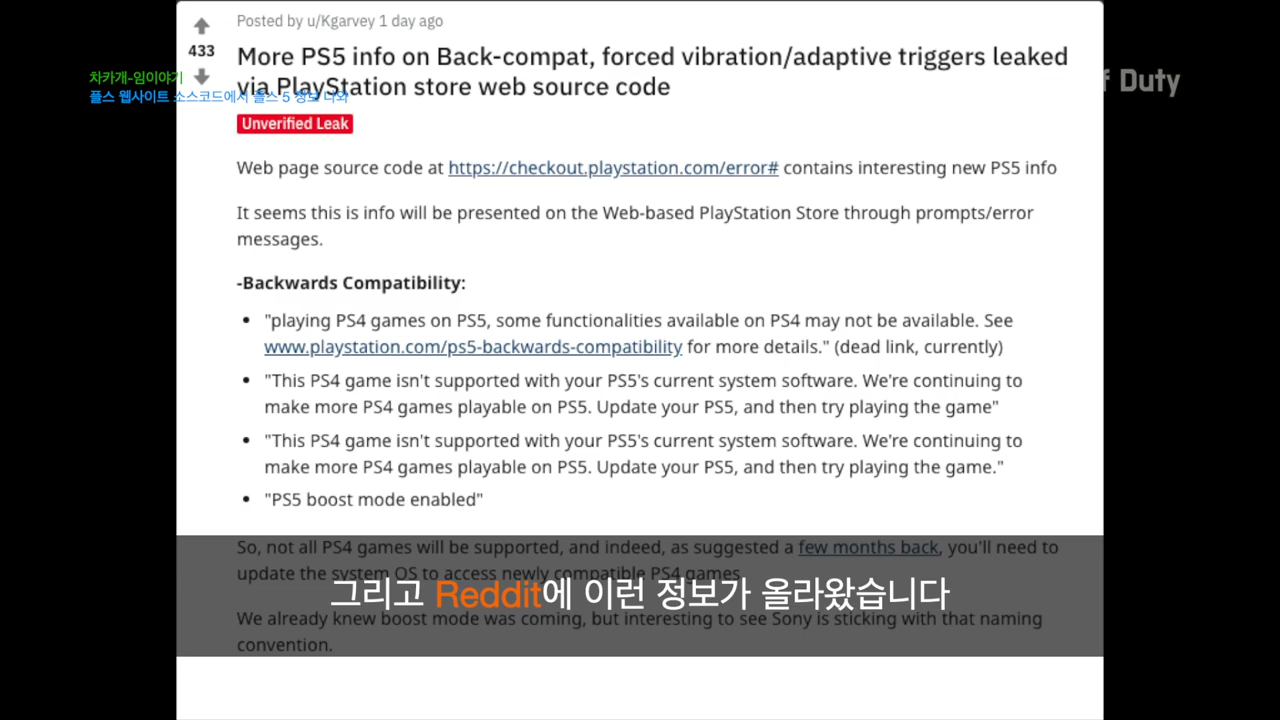 Posted by u/Kgarvey 1 day ago
433
More PS5 info on Back-compat, forced vibration/adaptive triggers leaked
via PlayStation store web source code
차카개-임이야기
플스 웹사이트 소스코드에서 플스 5 정보 나와
f Duty
Unverified Leak
Web page source code at https://checkout.playstation.com/error# contains interesting new PS5 info
It seems this is info will be presented on the Web-based PlayStation Store through prompts/error
messages.
-Backwards Compatibility:
• "playing PS4 games on PS5, some functionalities available on PS4 may not be available. See
www.playstation.com/ps5-backwards-compatibility for more details." (dead link, currently)
• "This PS4 game isn't supported with your PS5's current system software. We're continuing to
make more PS4 games playable on PS5. Update your PS5, and then try playing the game"
• "This PS4 game isn't supported with your PS5's current system software. We're continuing to
make more PS4 games playable on PS5. Update your PS5, and then try playing the game."
• "PS5 boost mode enabled"
So, not all PS4 games will be supported, and indeed, as suggested a few months back, you'll need to
update the system OS to access newly compatible PS4 games
그리고 Reddit에 이런 정보가 올라왔습니다
We already knew boost mode was coming, but interesting to see Sony is sticking with that naming
convention.